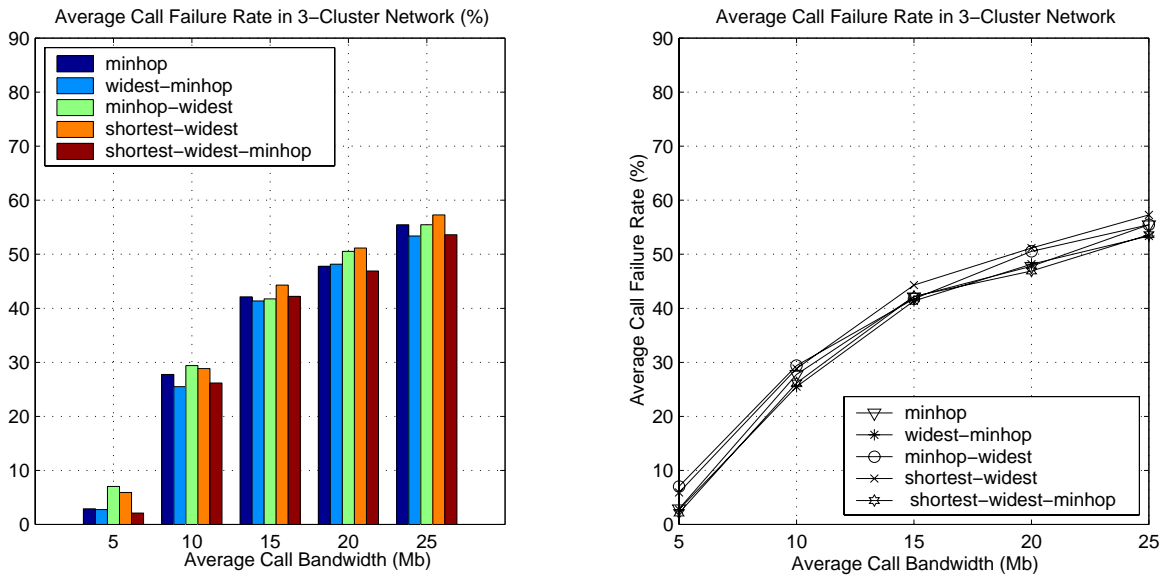 Average Call Failure Rate in 3−Cluster Network (%)
90
80
70
60
50
40
30
20
10
0
minhop
widest−minhop
minhop−widest
shortest−widest
shortest−widest−minhop
5 10 15 20 25
Average Call Bandwidth (Mb)
Average Call Failure Rate in 3−Cluster Network
Average Call Failure Rate (%)
90
80
70
60
50
40
30
20
10
0
minhop
widest−minhop
minhop−widest
shortest−widest
shortest−widest−minhop
5 10 15 20 25
Average Call Bandwidth (Mb)